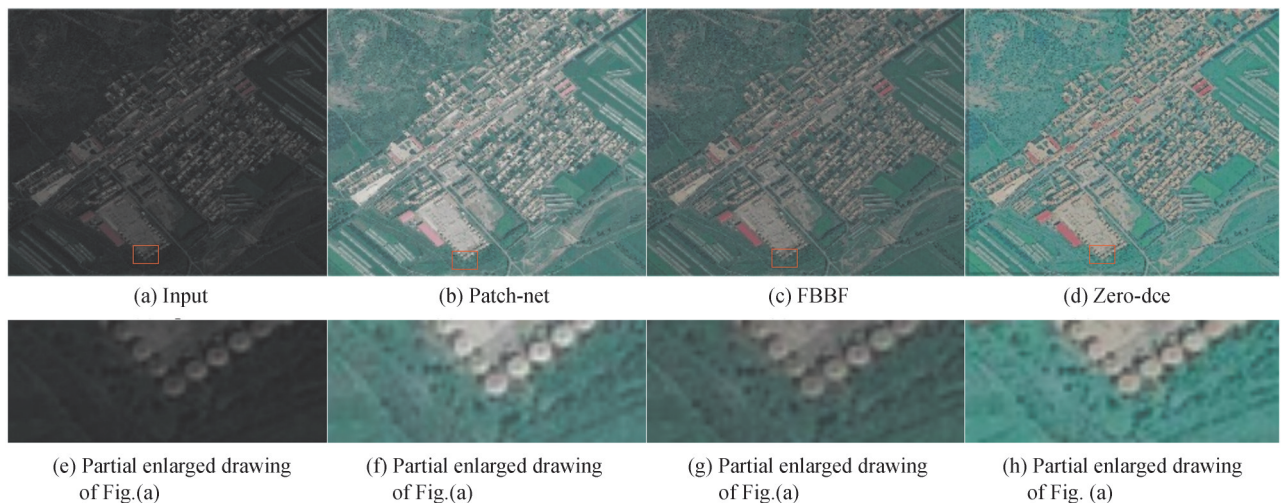 (a) Input
(b) Patch-net
(c) FBBF
(d) Zero-dce
(e) Partial enlarged drawing
of Fig.(a)
(f) Partial enlarged drawing
of Fig.(a)
(g) Partial enlarged drawing
of Fig.(a)
(h) Partial enlarged drawing
of Fig. (a)